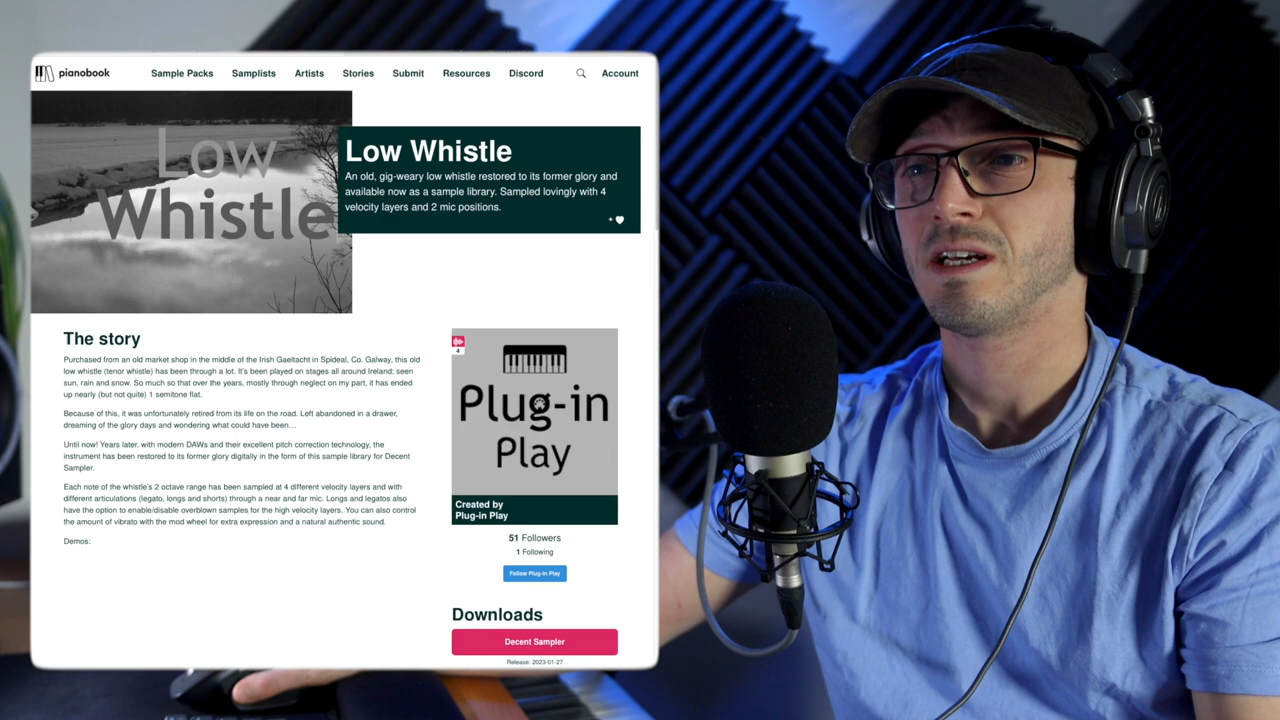 pianobook
Sample Packs Samplists Artists Stories Submit Resources Discord Account
Low
Whistle
Low Whistle
An old, gig-weary low whistle restored to its former glory and
available now as a sample library. Sampled lovingly with 4
velocity layers and 2 mic positions.
+
The story
Purchased from an old market shop in the middle of the Irish Gaeltacht in Spideal, Co. Galway, this old
low whistle (tenor whistle) has been through a lot. It's been played on stages all around Ireland; seen
sun, rain and snow. So much so that over the years, mostly through neglect on my part, it has ended
up nearly (but not quite) 1 semitone flat.
Because of this, it was unfortunately retired from its life on the road. Left abandoned in a drawer,
dreaming of the glory days and wondering what could have been…
Until now! Years later, with modern DAWs and their excellent pitch correction technology, the
instrument has been restored to its former glory digitally in the form of this sample library for Decent
Sampler.
Each note of the whistle's 2 octave range has been sampled at 4 different velocity layers and with
different articulations (legato, longs and shorts) through a near and far mic. Longs and legatos also
have the option to enable/disable overblown samples for the high velocity layers. You can also control
the amount of vibrato with the mod wheel for extra expression and a natural authentic sound.
Demos:
4
Plug-in
Play
Created by
Plug-in Play
51 Followers
1 Following
Follow Plug-in Play
Downloads
Decent Sampler
Release: 2023-01-27